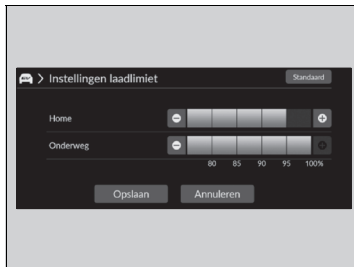 > Instellingen laadlimiet Standaard
Home
Onderweg
80 85 90 95 100%
Opslaan Annuleren